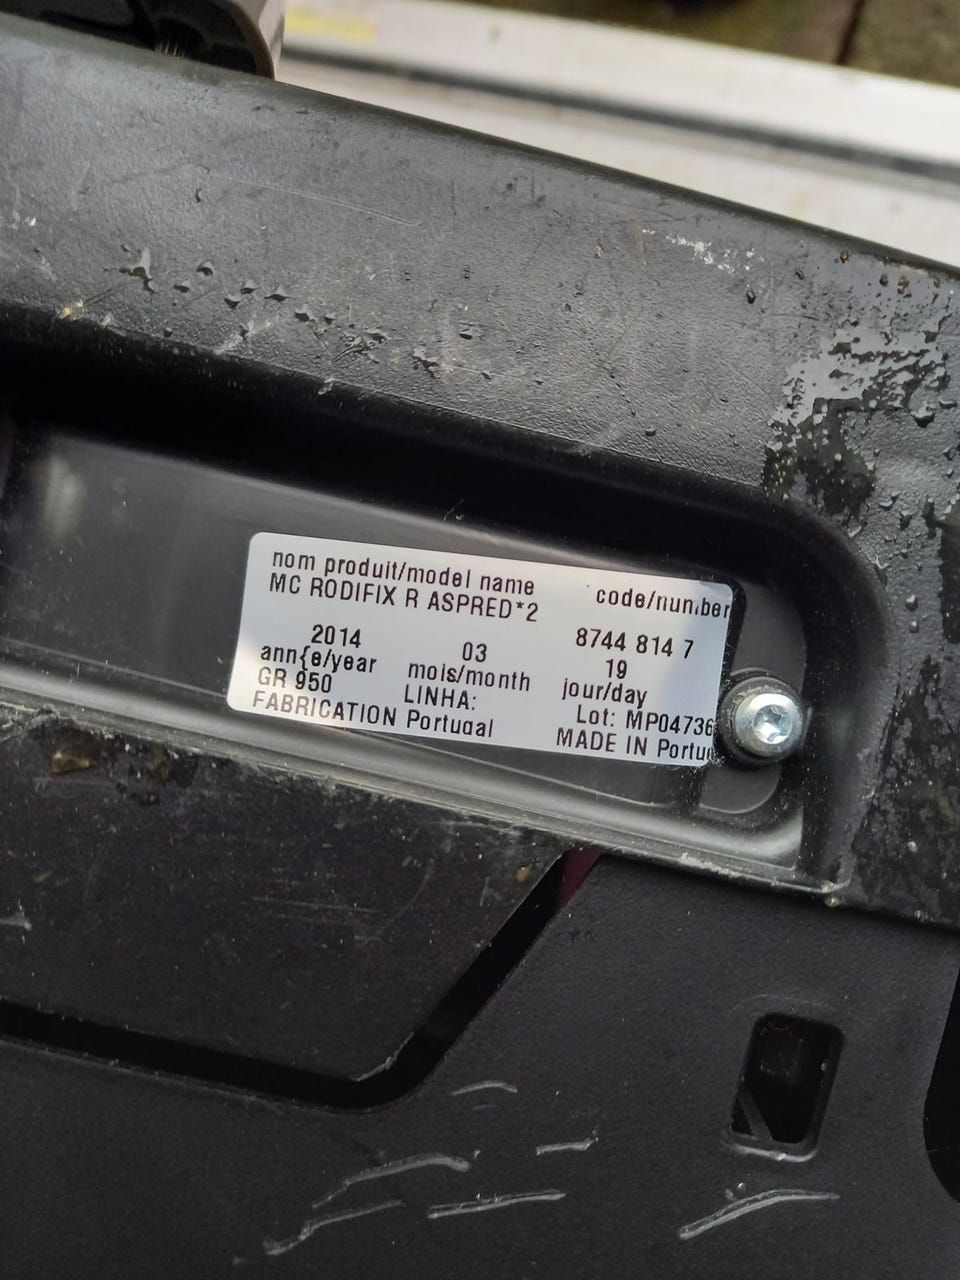 nom produit/model name code/number
MC RODIFIX R ASPRED*2
2014 03 8744 814 7
ann{e/year mois/month 19
GR 950 LINHA: jour/day
FABRICATION Portugal Lot: MP04736
MADE IN Portu